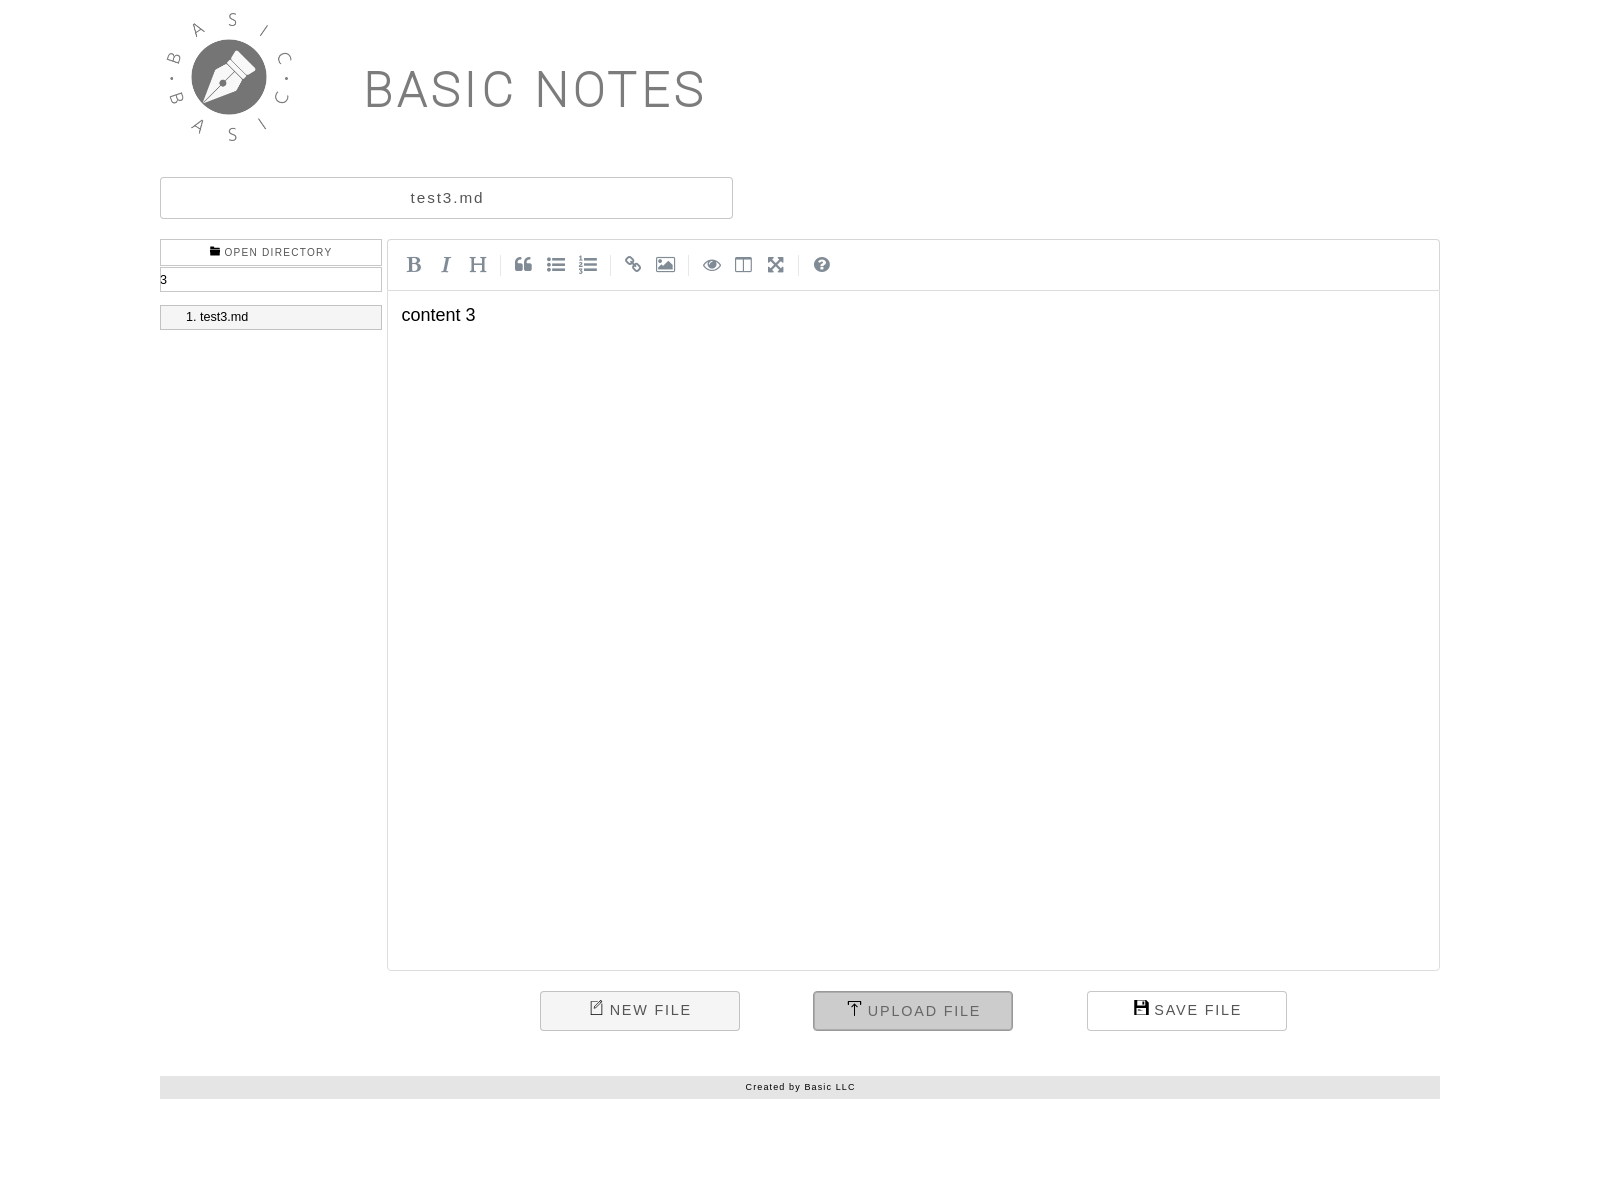 BASIC · BASIC ·
BASIC NOTES
test3.md
OPEN DIRECTORY
3
1. test3.md
B I H
content 3
NEW FILE
UPLOAD FILE
SAVE FILE
Created by Basic LLC